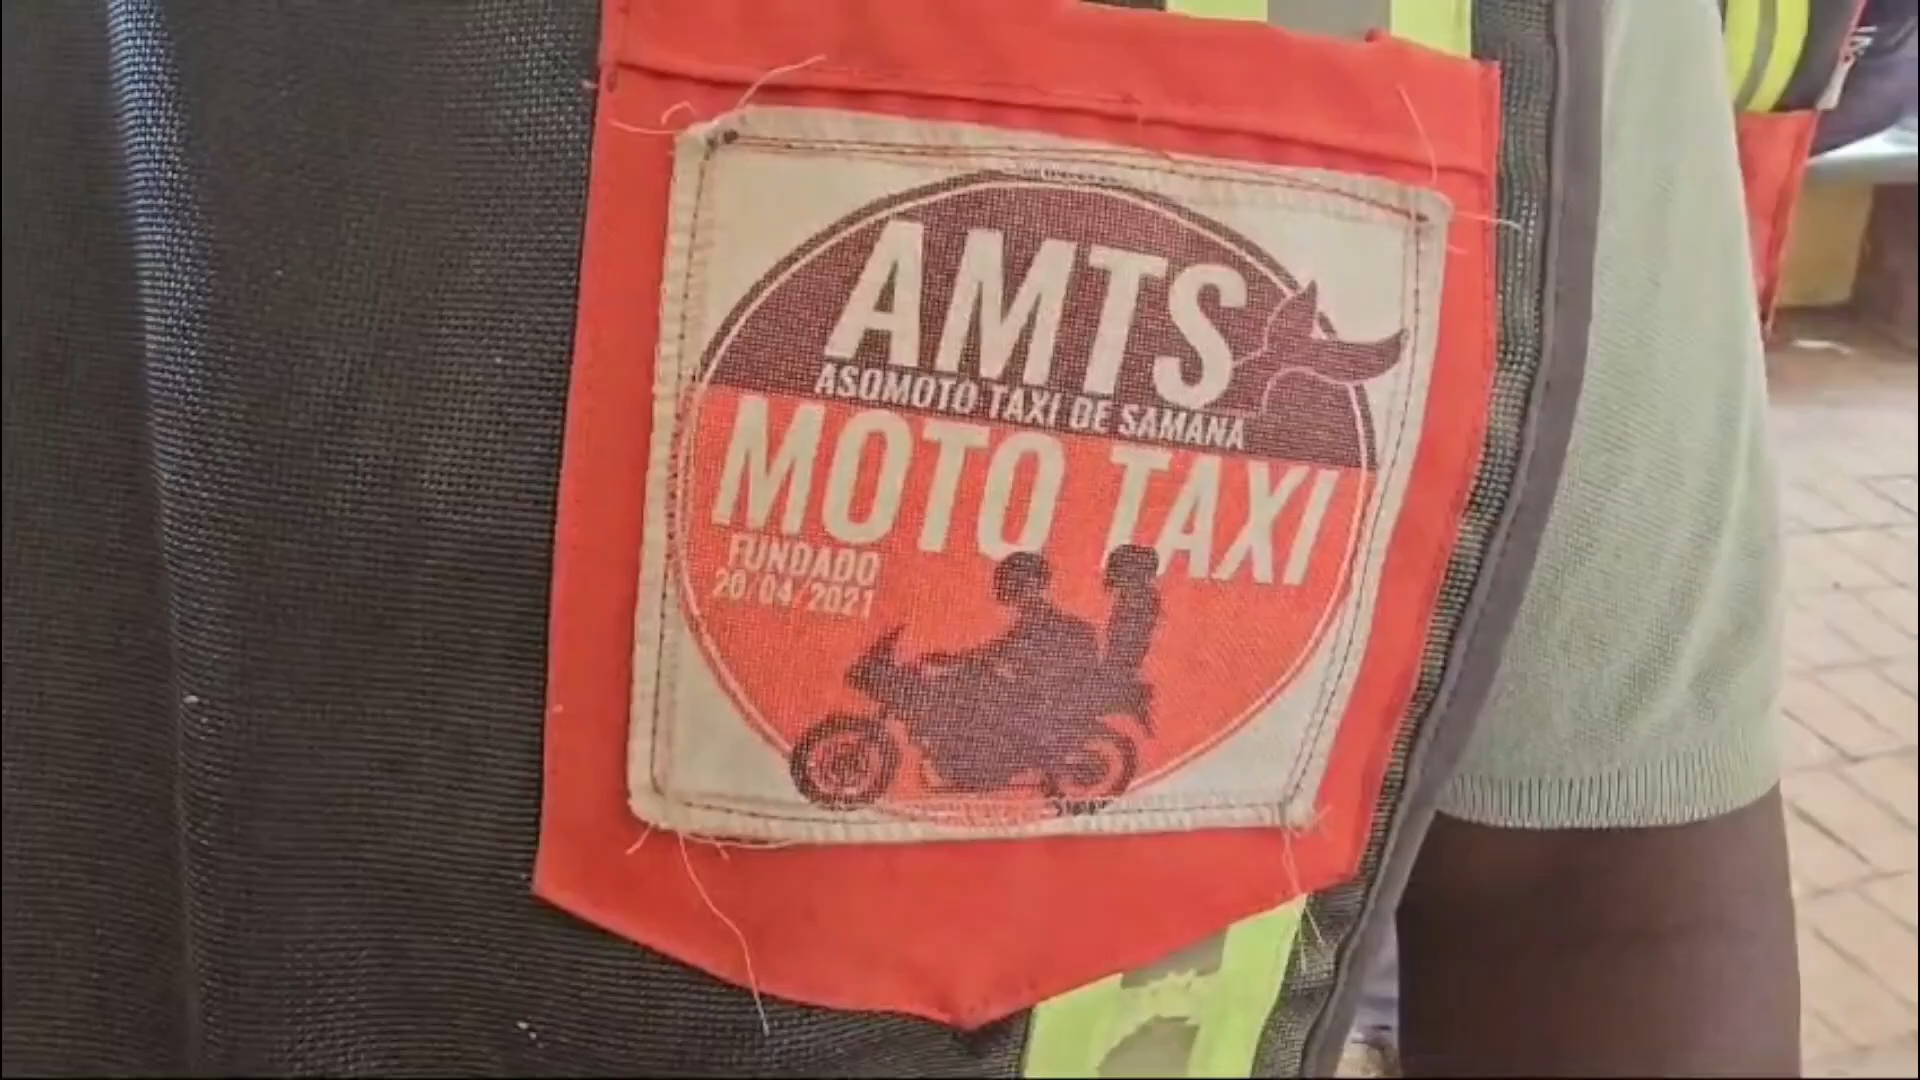 AMTS
ASOMOTO TAXI DE SAMANA
MOTO TAXI
FUNDADO
20/04/2021